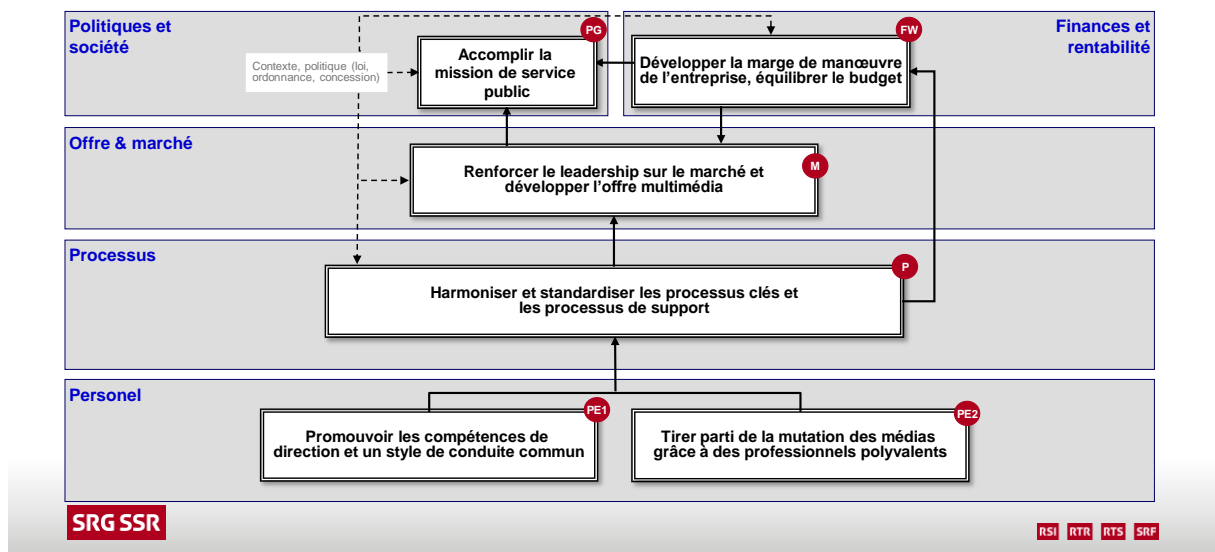 Politiques et
société
PG
Accomplir la
mission de service
public
Contexte, politique (loi,
ordonnance, concession)
FW
Développer la marge de manœuvre
de l'entreprise, équilibrer le budget
Finances et
rentabilité
Offre & marché
M
Renforcer le leadership sur le marché et
développer l'offre multimédia
Processus
P
Harmoniser et standardiser les processus clés et
les processus de support
Personel
PE1
Promouvoir les compétences de
direction et un style de conduite commun
PE2
Tirer parti de la mutation des médias
grâce à des professionnels polyvalents
SRG SSR
RSI RTR RTS SRF